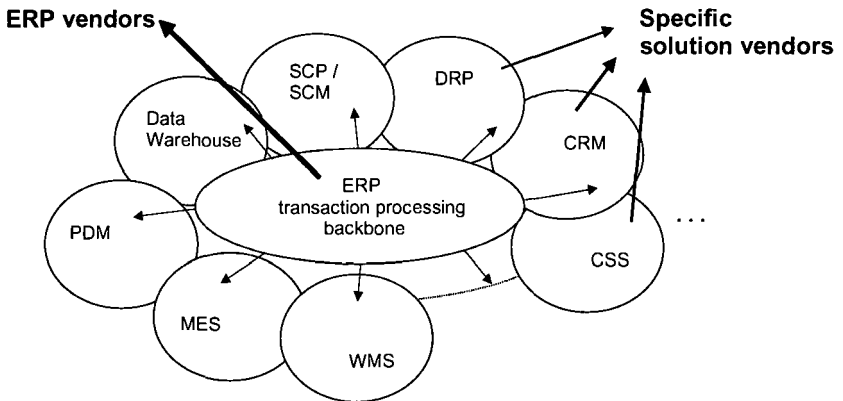 ERP vendors
Specific
solution vendors
SCP /
SCM
DRP
Data
Warehouse
CRM
ERP
transaction processing
backbone
PDM
...
CSS
MES
WMS